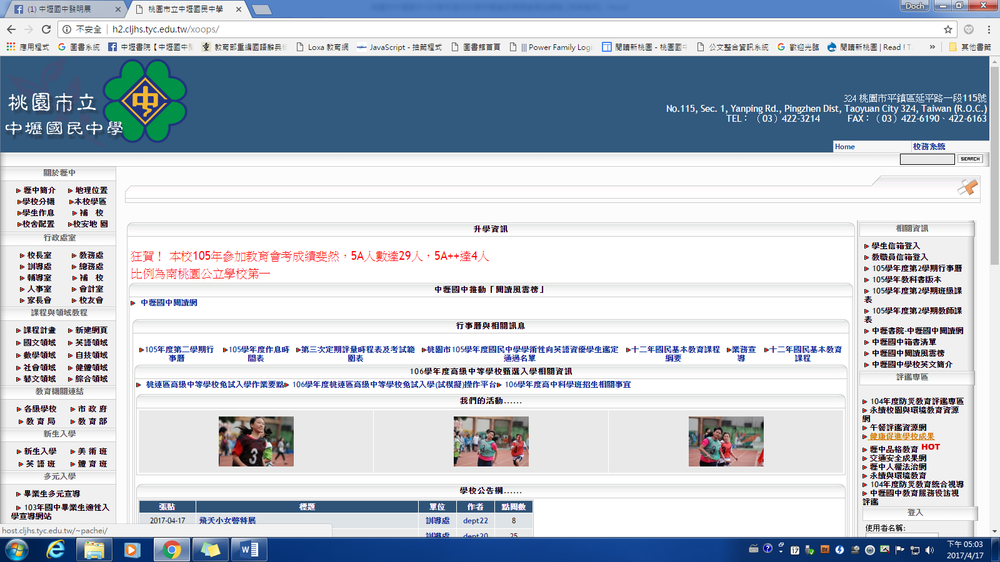 (1) 中壢國中發明展
桃園市立中壢國民中學
Doch
不安全 | h2.cljhs.tyc.edu.tw/xoops/
應用程式
圖書系統
中壢書院【中壢國中
教育部重編國語辭典
Loxa 教育網
JavaScript - 抽籤程式
圖書館首頁
||| Power Family Logi
閱讀新桃園 - 桃園國中
公文整合資訊系統
歡迎光臨
閱讀新桃園 | Read ! T
»
其他書籤
桃園市立
中壢國民中學
中
324 桃園市平鎮區延平路一段115號
No.115, Sec. 1, Yanping Rd., Pingzhen Dist, Taoyuan City 324, Taiwan (R.O.C.)
TEL：（03）422-3214 FAX：（03）422-6190、422-6163
Home
校務系統
SEARCH
關於壢中
壢中簡介 地理位置
學校分機 本校學區
學生作息 補 校
校舍配置 校安地圖
行政處室
校長室 教務處
訓導處 總務處
輔導室 補 校
人事室 會計室
家長會 校友會
課程與領域教程
課程計畫 新建網頁
國文領域 英語領域
數學領域 自技領域
社會領域 健體領域
藝文領域 綜合領域
教育機關連結
各級學校 市 政 府
教 育 局 教 育 部
新生入學
新生入學 美 術 班
英 語 班 體 育 班
多元入學
畢業生多元宣導
103年國中畢業生適性入
學宣導網站
升學資訊
狂賀！ 本校105年參加教育會考成績斐然，5A人數達29人，5A++達4人
比例為南桃園公立學校第一
中壢國中推動「閱讀風雲榜」
中壢國中閱讀網
行事曆與相關訊息
105年度第二學期行
事曆
105學年度作息時
間表
第三次定期評量時程表及考試範
圍表
桃園市105學年度國民中學學術性向英語資優學生鑑定
通過名單
十二年國民基本教育課程
綱要
業務宣
導
十二年國民基本教育
課程
106學年度高級中等學校甄選入學相關資訊
桃連區高級中等學校免試入學作業要點 106學年度桃連區高級中等學校免試入學(試模擬)操作平台 106學年度高中科學班招生相關事宜
我們的活動......
學校公告欄......
張貼 標題 單位 作者 點閱數
2017-04-17 飛天小女警特展 訓導處 dept22 8
訓導處 dept20 25
相關資訊
學生信箱登入
教職員信箱登入
105學年度第2學期行事曆
105學年教科書版本
105學年度第2學期班級課
表
105學年度第2學期教師課
表
中壢書院-中壢國中閱讀網
中壢國中箱書清單
中壢國中閱讀風雲榜
中壢國中學校英文簡介
評鑑專區
104年度防災教育評鑑專區
永續校園與環境教育資源
網
午餐評鑑資源網
健康促進學校成果
壢中品格教育 HOT
交通安全成果網
壢中人權法治網
永續與環境教育
104年度防災教育統合視導
中壢國中教育服務役訪視
評鑑
登入
使用者名稱:
host.cljhs.tyc.edu.tw/~pachei/
17
Br
下午 05:03
2017/4/17